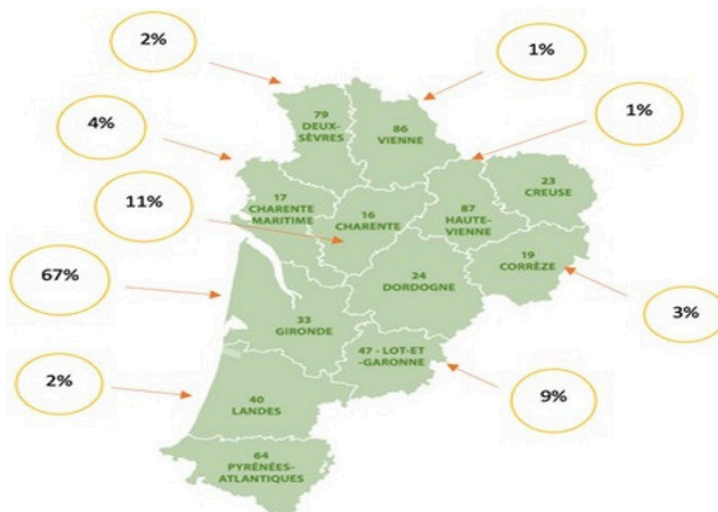 2%
1%
4%
1%
79
DEUX-
SÈVRES
86
VIENNE
11%
17
CHARENTE
MARITIME
16
CHARENTE
87
HAUTE-
VIENNE
23
CREUSE
67%
19
CORRÈZE
24
DORDOGNE
3%
33
GIRONDE
47 - LOT-ET
-GARONNE
2%
40
LANDES
9%
64
PYRÉNÉES-
ATLANTIQUES